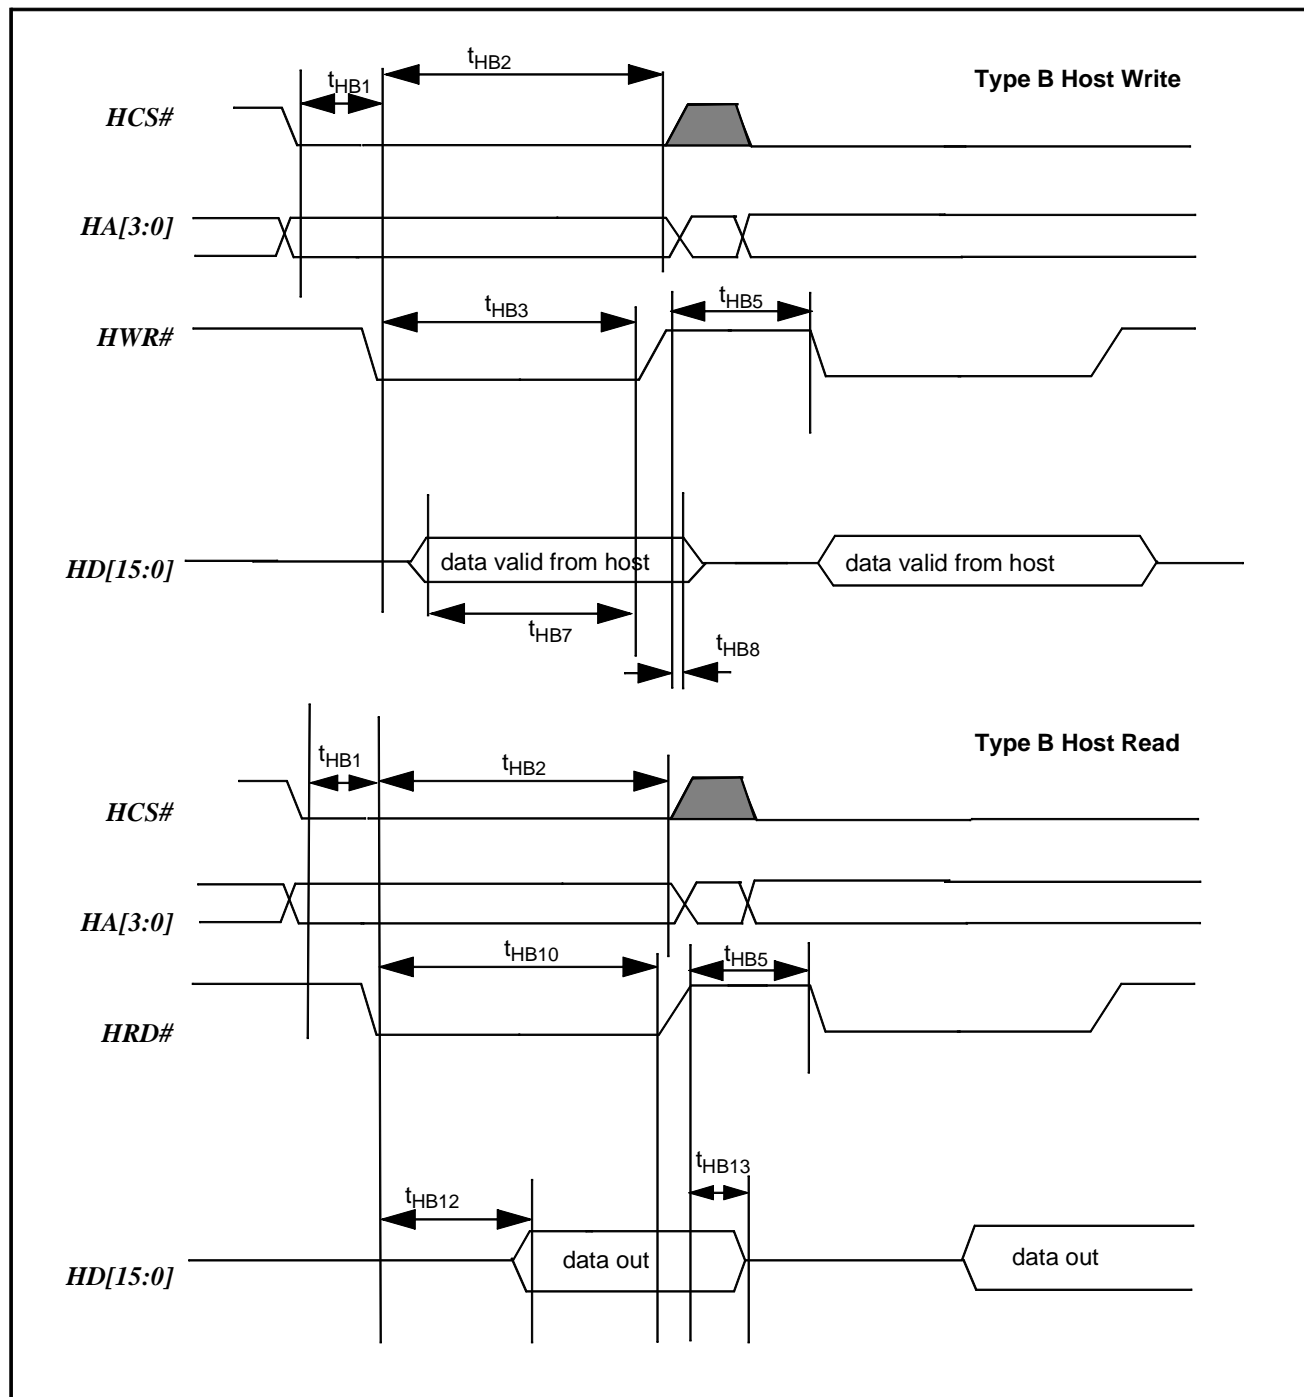 tHB2
Type B Host Write
tHB1
HCS#
HA[3:0]
tHB3
tHB5
HWR#
HD[15:0]
data valid from host
data valid from host
tHB7
tHB8
Type B Host Read
tHB1
tHB2
HCS#
HA[3:0]
tHB10
tHB5
HRD#
tHB13
tHB12
HD[15:0]
data out
data out